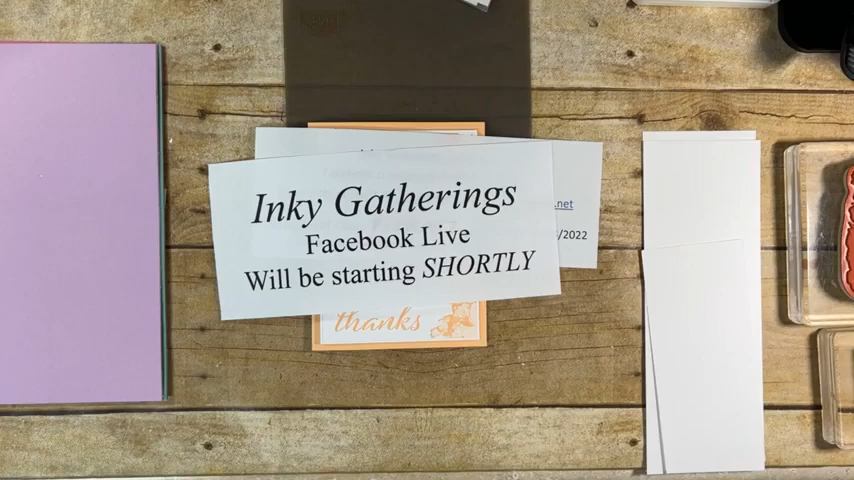 Inky Gatherings
Facebook Live
Will be starting SHORTLY
.net
/2022
thanks